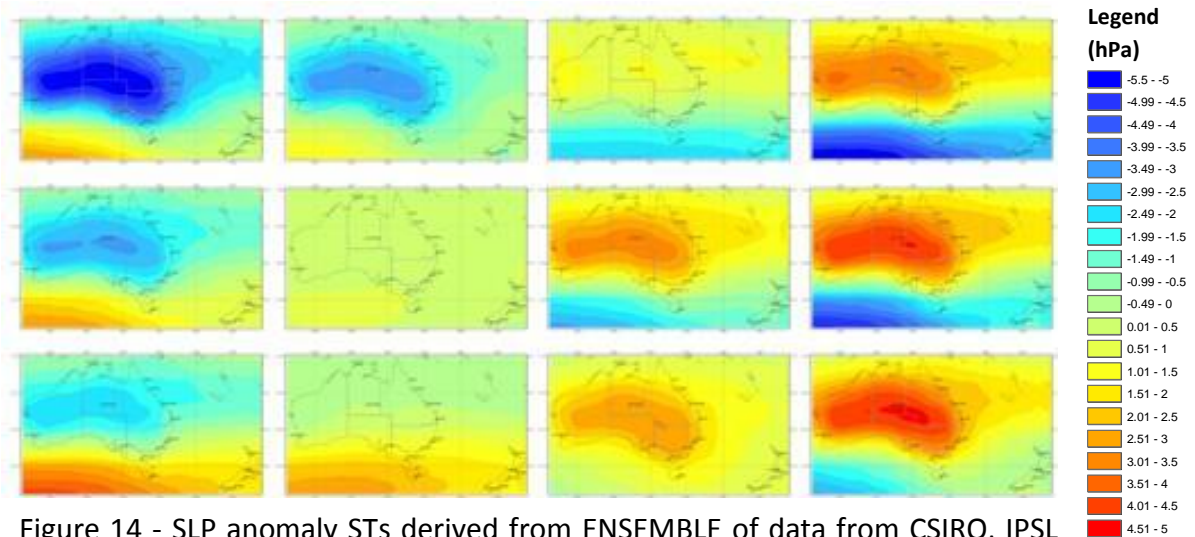 Legend
(hPa)
-5.5 - -5
-4.99 - -4.5
-4.49 - -4
-3.99 - -3.5
-3.49 - -3
-2.99 - -2.5
-2.49 - -2
-1.99 - -1.5
-1.49 - -1
-0.99 - -0.5
-0.49 - 0
0.01 - 0.5
0.51 - 1
1.01 - 1.5
1.51 - 2
2.01 - 2.5
2.51 - 3
3.01 - 3.5
3.51 - 4
4.01 - 4.5
4.51 - 5
Figure 14 - SLP anomaly STs derived from ENSEMBLE of data from CSIRO, IPSL